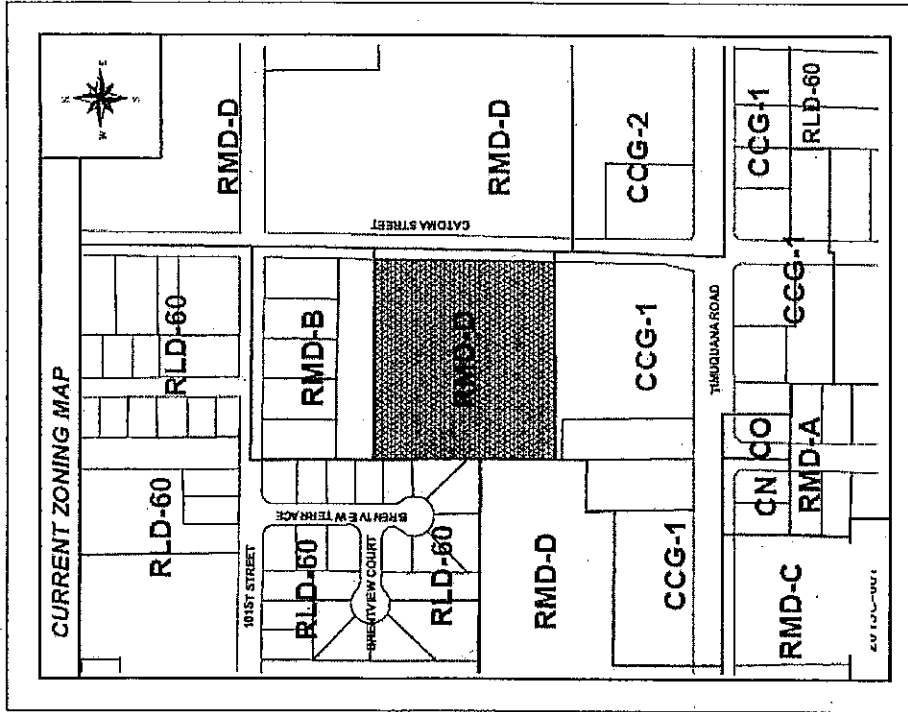 CURRENT ZONING MAP
N
W
E
S
RMD-D
RLD-60
RLD-60
101ST STREET
RMD-B
CATOMA STREET
RMD-D
BRENTVIEW TERRACE
RLD-60
BRENTVIEW COURT
RLD-60
RMD-D
RMD-D
CCG-2
CCG-1
CCG-1
TIMUQUANA ROAD
CCG-1
RLD-60
CCG-1
CN
CO
RMD-A
RMD-C